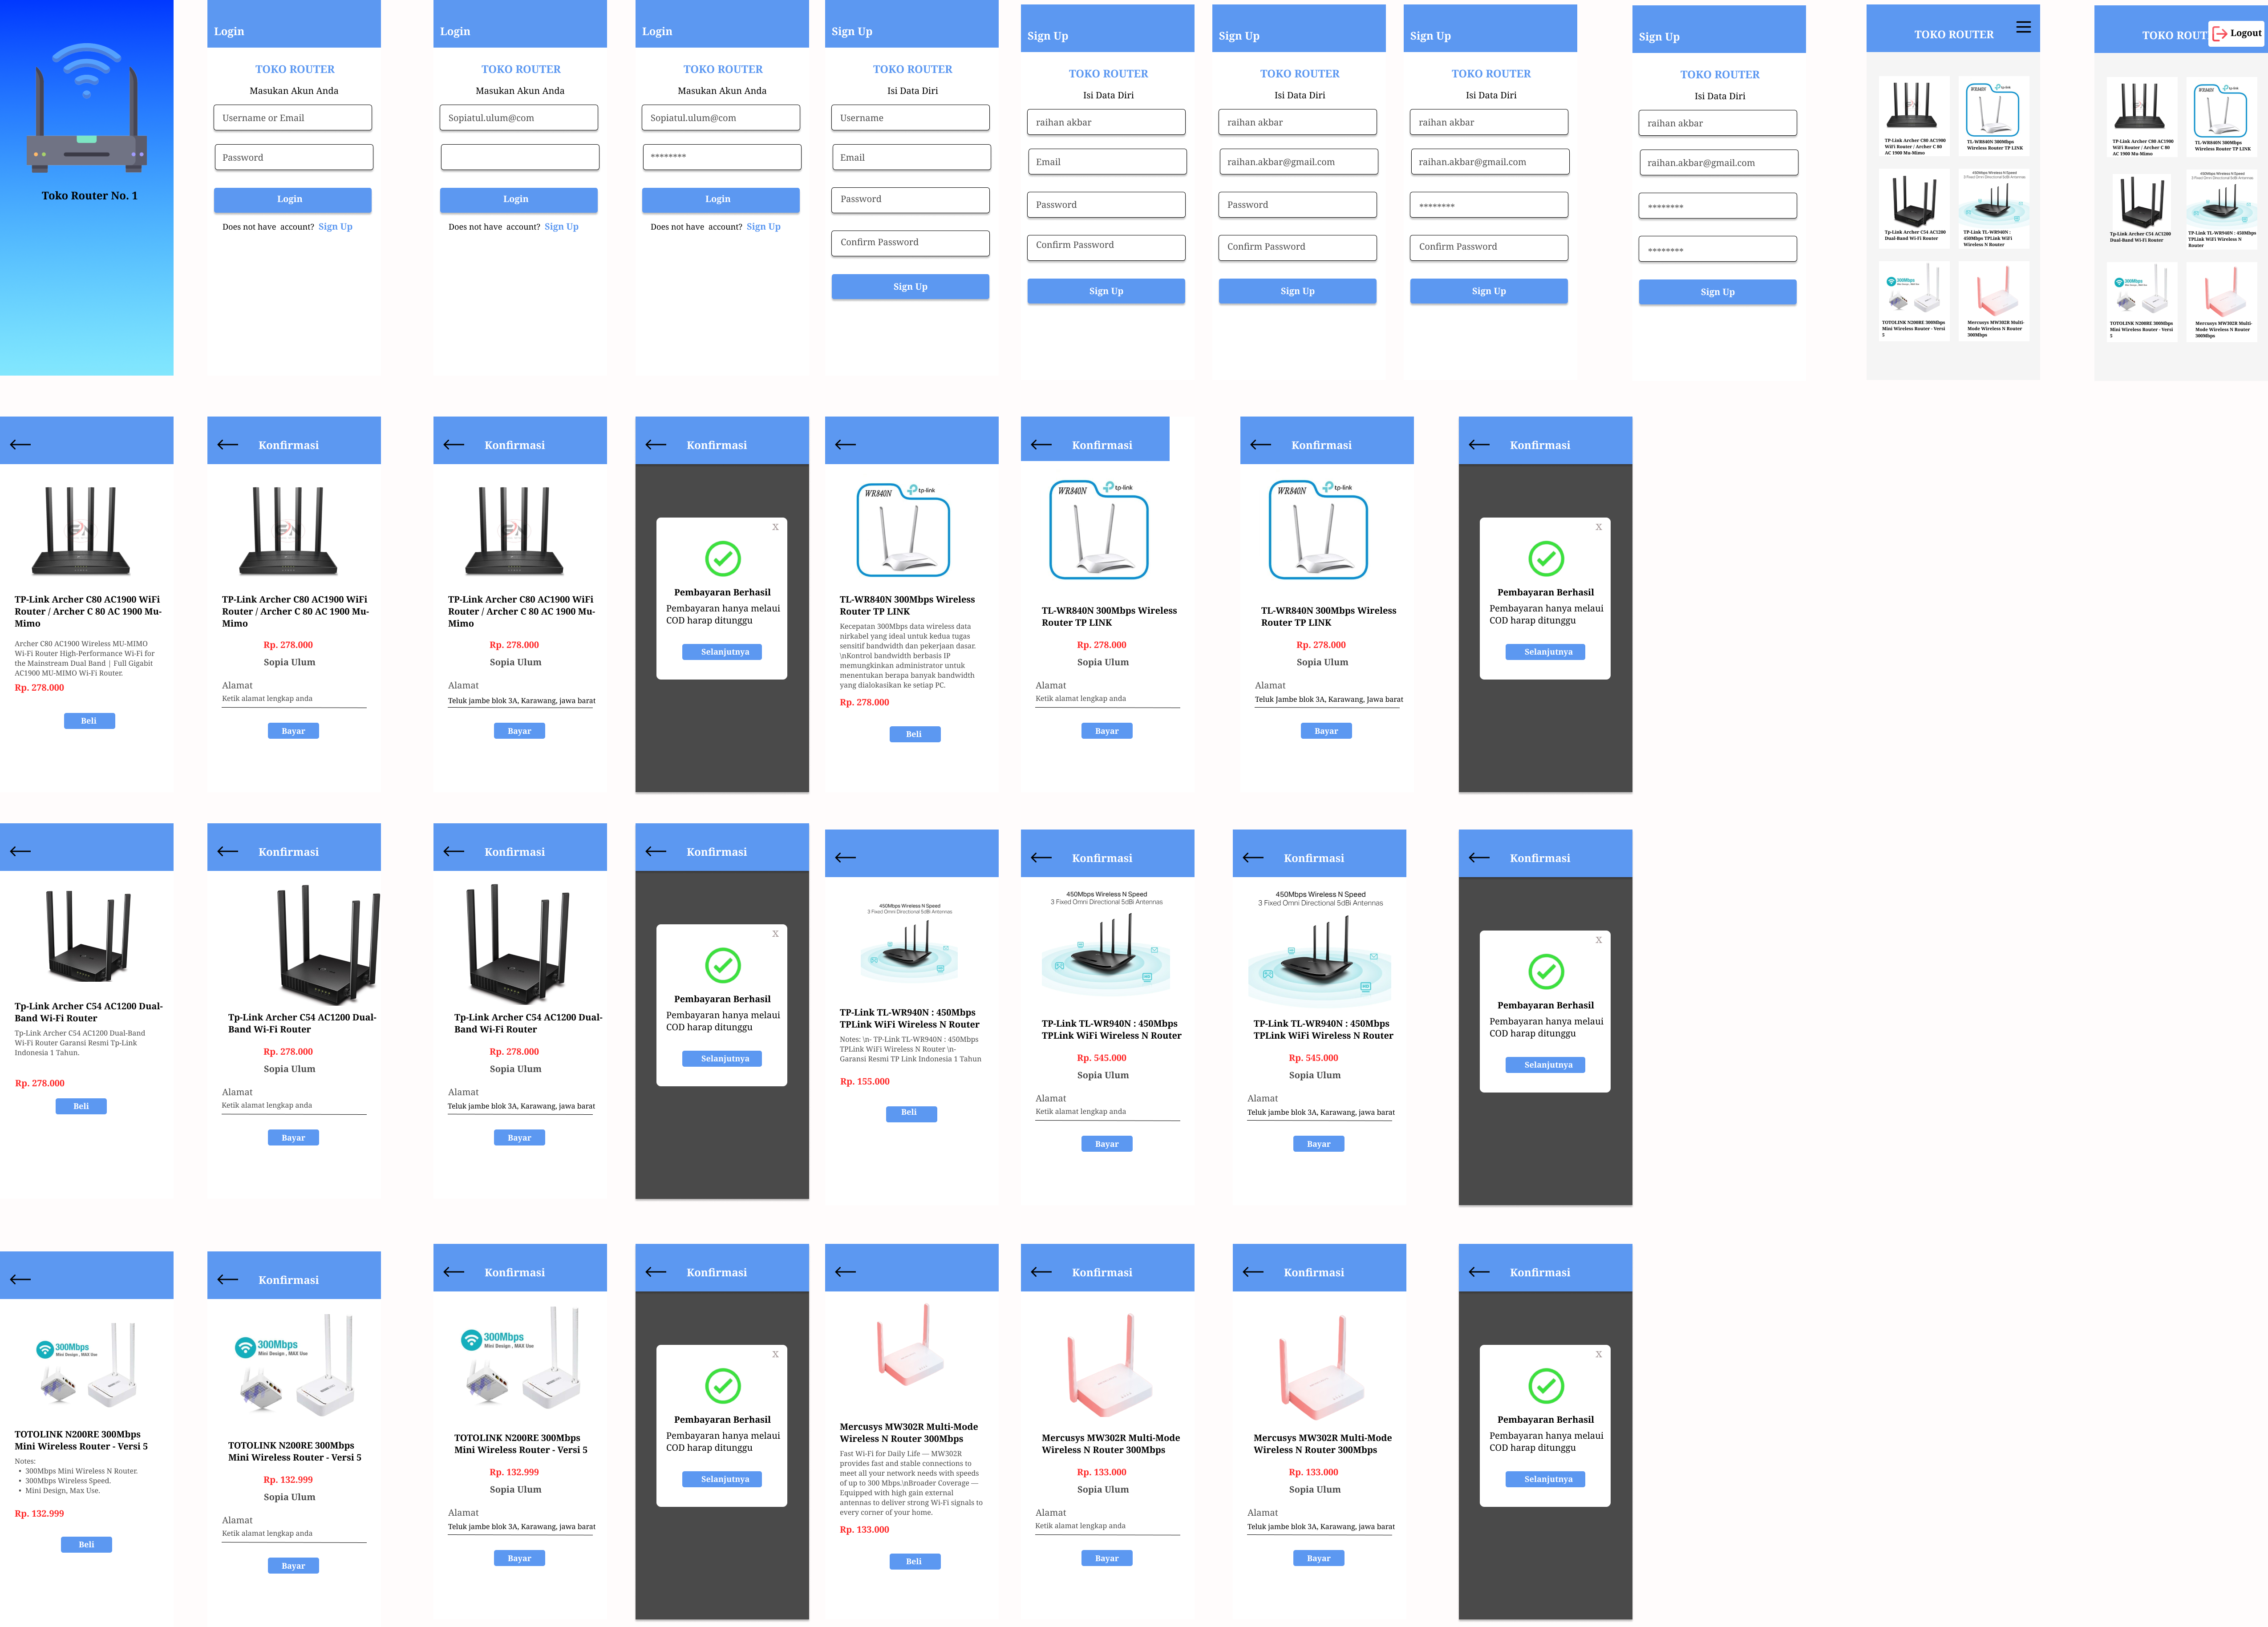 Toko Router No. 1
Login
TOKO ROUTER
Masukan Akun Anda
Username or Email
Password
Login
Does not have account? Sign Up
Login
TOKO ROUTER
Masukan Akun Anda
Sopiatul.ulum@com
Login
Does not have account? Sign Up
Login
TOKO ROUTER
Masukan Akun Anda
Sopiatul.ulum@com
********
Login
Does not have account? Sign Up
Sign Up
TOKO ROUTER
Isi Data Diri
Username
Email
Password
Confirm Password
Sign Up
Sign Up
TOKO ROUTER
Isi Data Diri
raihan akbar
Email
Password
Confirm Password
Sign Up
Sign Up
TOKO ROUTER
Isi Data Diri
raihan akbar
raihan.akbar@gmail.com
Password
Confirm Password
Sign Up
Sign Up
TOKO ROUTER
Isi Data Diri
raihan akbar
raihan.akbar@gmail.com
********
Confirm Password
Sign Up
Sign Up
TOKO ROUTER
Isi Data Diri
raihan akbar
raihan.akbar@gmail.com
********
********
Sign Up
TOKO ROUTER
TP-Link Archer C80 AC1900
WiFi Router / Archer C 80
AC 1900 Mu-Mimo
WR840N
tp-link
TL-WR840N 300Mbps
Wireless Router TP LINK
Tp-Link Archer C54 AC1200
Dual-Band Wi-Fi Router
450Mbps Wireless N Speed
3 Fixed Omni Directional 5dBi Antennas
TP-Link TL-WR940N :
450Mbps TPLink WiFi
Wireless N Router
300Mbps
TOTOLINK N200RE 300Mbps
Mini Wireless Router - Versi
5
Mercusys MW302R Multi-
Mode Wireless N Router
300Mbps
TOKO ROUT
Logout
TP-Link Archer C80 AC1900
WiFi Router / Archer C 80
AC 1900 Mu-Mimo
WR840N
tp-link
TL-WR840N 300Mbps
Wireless Router TP LINK
Tp-Link Archer C54 AC1200
Dual-Band Wi-Fi Router
450Mbps Wireless N Speed
3 Fixed Omni Directional 5dBi Antennas
TP-Link TL-WR940N : 450Mbps
TPLink WiFi Wireless N
Router
300Mbps
TOTOLINK N200RE 300Mbps
Mini Wireless Router - Versi
5
Mercusys MW302R Multi-
Mode Wireless N Router
300Mbps
TP-Link Archer C80 AC1900 WiFi
Router / Archer C 80 AC 1900 Mu-
Mimo
Archer C80 AC1900 Wireless MU-MIMO
Wi-Fi Router High-Performance Wi-Fi for
the Mainstream Dual Band | Full Gigabit
AC1900 MU-MIMO Wi-Fi Router.
Rp. 278.000
Beli
Konfirmasi
TP-Link Archer C80 AC1900 WiFi
Router / Archer C 80 AC 1900 Mu-
Mimo
Rp. 278.000
Sopia Ulum
Alamat
Ketik alamat lengkap anda
Bayar
Konfirmasi
TP-Link Archer C80 AC1900 WiFi
Router / Archer C 80 AC 1900 Mu-
Mimo
Rp. 278.000
Sopia Ulum
Alamat
Teluk jambe blok 3A, Karawang, jawa barat
Bayar
Konfirmasi
X
Pembayaran Berhasil
Pembayaran hanya melaui
COD harap ditunggu
Selanjutnya
WR840N
tp-link
TL-WR840N 300Mbps Wireless
Router TP LINK
Kecepatan 300Mbps data wireless data
nirkabel yang ideal untuk kedua tugas
sensitif bandwidth dan pekerjaan dasar.
\nKontrol bandwidth berbasis IP
memungkinkan administrator untuk
menentukan berapa banyak bandwidth
yang dialokasikan ke setiap PC.
Rp. 278.000
Beli
Konfirmasi
WR840N
tp-link
TL-WR840N 300Mbps Wireless
Router TP LINK
Rp. 278.000
Sopia Ulum
Alamat
Ketik alamat lengkap anda
Bayar
Konfirmasi
WR840N
tp-link
TL-WR840N 300Mbps Wireless
Router TP LINK
Rp. 278.000
Sopia Ulum
Alamat
Teluk Jambe blok 3A, Karawang, Jawa barat
Bayar
Konfirmasi
X
Pembayaran Berhasil
Pembayaran hanya melaui
COD harap ditunggu
Selanjutnya
Tp-Link Archer C54 AC1200 Dual-
Band Wi-Fi Router
Tp-Link Archer C54 AC1200 Dual-Band
Wi-Fi Router Garansi Resmi Tp-Link
Indonesia 1 Tahun.
Rp. 278.000
Beli
Konfirmasi
Tp-Link Archer C54 AC1200 Dual-
Band Wi-Fi Router
Rp. 278.000
Sopia Ulum
Alamat
Ketik alamat lengkap anda
Bayar
Konfirmasi
Tp-Link Archer C54 AC1200 Dual-
Band Wi-Fi Router
Rp. 278.000
Sopia Ulum
Alamat
Teluk jambe blok 3A, Karawang, jawa barat
Bayar
Konfirmasi
X
Pembayaran Berhasil
Pembayaran hanya melaui
COD harap ditunggu
Selanjutnya
450Mbps Wireless N Speed
3 Fixed Omni Directional 5dBi Antennas
TP-Link TL-WR940N : 450Mbps
TPLink WiFi Wireless N Router
Notes: \n- TP-Link TL-WR940N : 450Mbps
TPLink WiFi Wireless N Router \n-
Garansi Resmi TP Link Indonesia 1 Tahun
Rp. 155.000
Beli
Konfirmasi
450Mbps Wireless N Speed
3 Fixed Omni Directional 5dBi Antennas
TP-Link TL-WR940N : 450Mbps
TPLink WiFi Wireless N Router
Rp. 545.000
Sopia Ulum
Alamat
Ketik alamat lengkap anda
Bayar
Konfirmasi
450Mbps Wireless N Speed
3 Fixed Omni Directional 5dBi Antennas
TP-Link TL-WR940N : 450Mbps
TPLink WiFi Wireless N Router
Rp. 545.000
Sopia Ulum
Alamat
Teluk jambe blok 3A, Karawang, jawa barat
Bayar
Konfirmasi
X
Pembayaran Berhasil
Pembayaran hanya melaui
COD harap ditunggu
Selanjutnya
300Mbps
Mini Design , MAX Use
TOTOLINK N200RE 300Mbps
Mini Wireless Router - Versi 5
Notes:
• 300Mbps Mini Wireless N Router.
• 300Mbps Wireless Speed.
• Mini Design, Max Use.
Rp. 132.999
Beli
Konfirmasi
300Mbps
Mini Design , MAX Use
TOTOLINK N200RE 300Mbps
Mini Wireless Router - Versi 5
Rp. 132.999
Sopia Ulum
Alamat
Ketik alamat lengkap anda
Bayar
Konfirmasi
300Mbps
Mini Design , MAX Use
TOTOLINK N200RE 300Mbps
Mini Wireless Router - Versi 5
Rp. 132.999
Sopia Ulum
Alamat
Teluk jambe blok 3A, Karawang, jawa barat
Bayar
Konfirmasi
X
Pembayaran Berhasil
Pembayaran hanya melaui
COD harap ditunggu
Selanjutnya
Mercusys MW302R Multi-Mode
Wireless N Router 300Mbps
Fast Wi-Fi for Daily Life — MW302R
provides fast and stable connections to
meet all your network needs with speeds
of up to 300 Mbps.\nBroader Coverage —
Equipped with high gain external
antennas to deliver strong Wi-Fi signals to
every corner of your home.
Rp. 133.000
Beli
Konfirmasi
Mercusys MW302R Multi-Mode
Wireless N Router 300Mbps
Rp. 133.000
Sopia Ulum
Alamat
Ketik alamat lengkap anda
Bayar
Konfirmasi
Mercusys MW302R Multi-Mode
Wireless N Router 300Mbps
Rp. 133.000
Sopia Ulum
Alamat
Teluk jambe blok 3A, Karawang, jawa barat
Bayar
Konfirmasi
X
Pembayaran Berhasil
Pembayaran hanya melaui
COD harap ditunggu
Selanjutnya